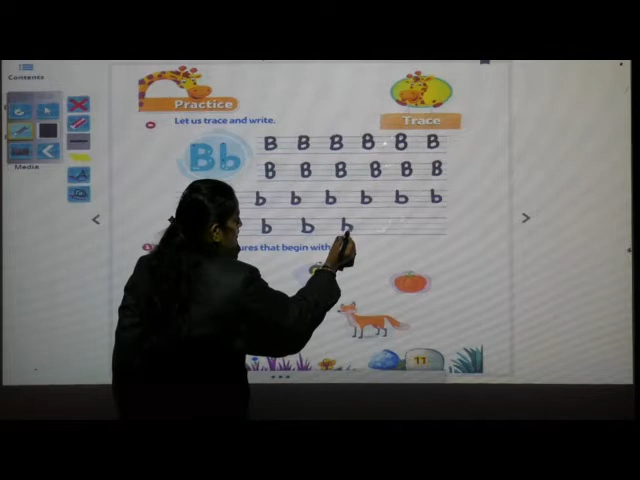 Contents
Practice
Trace
Let us trace and write.
Bb
B B B B B B
B B B B B B
b b b b b b
b b b
Media
ures that begin with
11